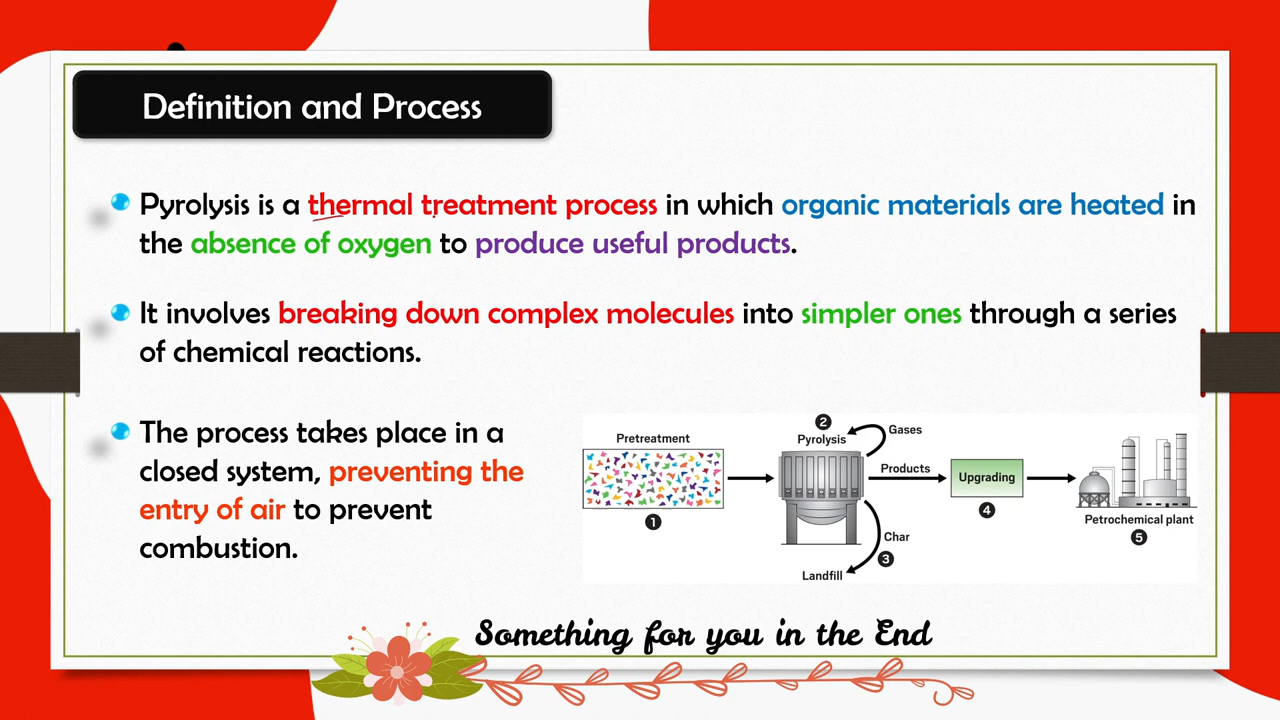 Definition and Process
Pyrolysis is a thermal treatment process in which organic materials are heated in
the absence of oxygen to produce useful products.
It involves breaking down complex molecules into simpler ones through a series
of chemical reactions.
The process takes place in a
closed system, preventing the
entry of air to prevent
combustion.
Pretreatment
1
2
Pyrolysis
Gases
Products
Char
3
Landfill
Upgrading
4
Petrochemical plant
5
Something for you in the End